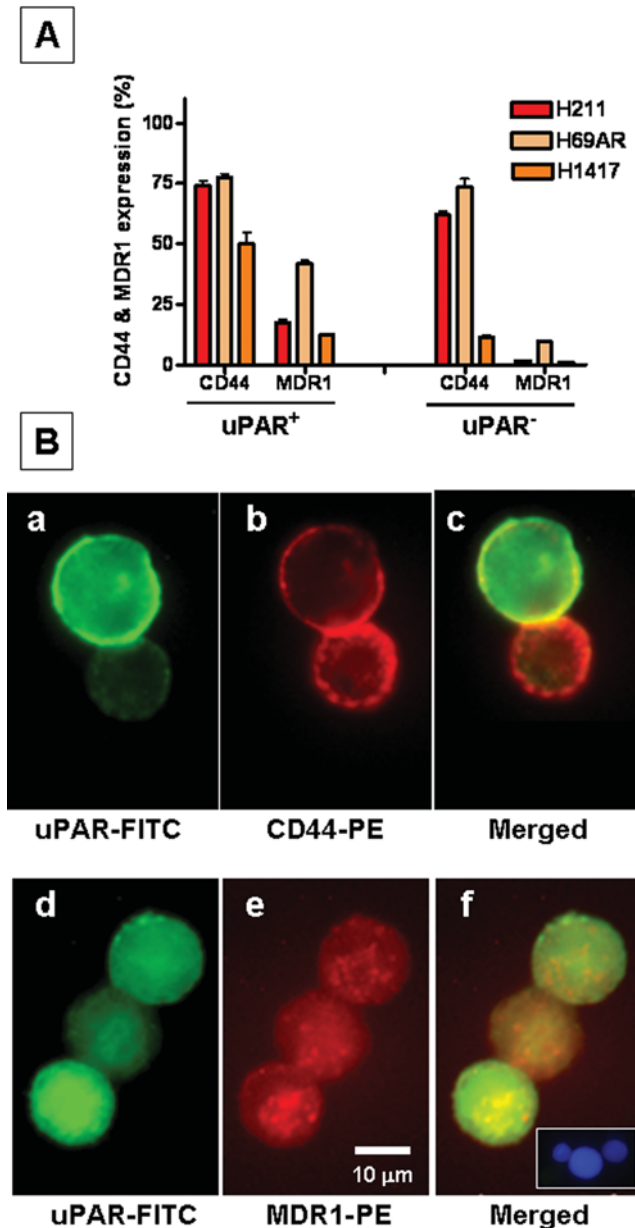 A
CD44 & MDR1 expression (%)
100
75
50
25
0
H211
H69AR
H1417
CD44 MDR1 CD44 MDR1
uPAR⁺ uPAR⁻
B
a b c
uPAR-FITC CD44-PE Merged
d e f
10 µm
uPAR-FITC MDR1-PE Merged